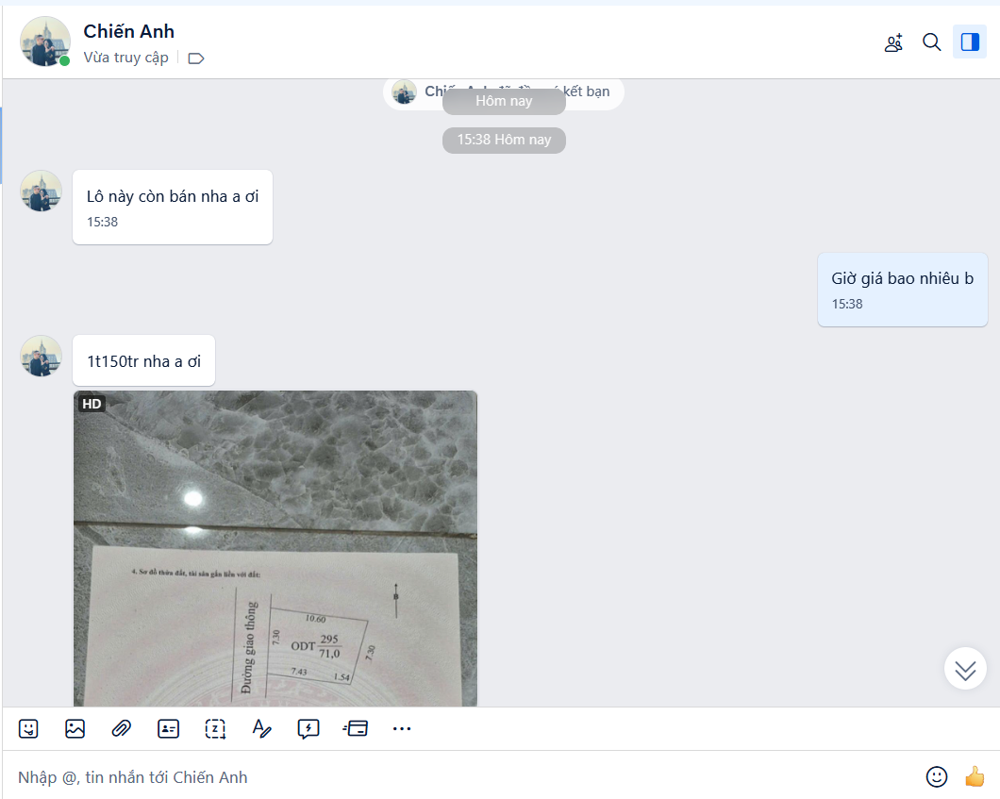 Chiến Anh
Vừa truy cập
kết bạn
Hôm nay
15:38 Hôm nay
Lô này còn bán nha a ơi
15:38
Giờ giá bao nhiêu b
15:38
1t150tr nha a ơi
HD
4. Sơ đồ thửa đất, tài sản gắn liền với đất:
Đường giao thông
10.60
7.30
ODT 295
71,0
7.30
7.43
1.54
Nhập @, tin nhắn tới Chiến Anh